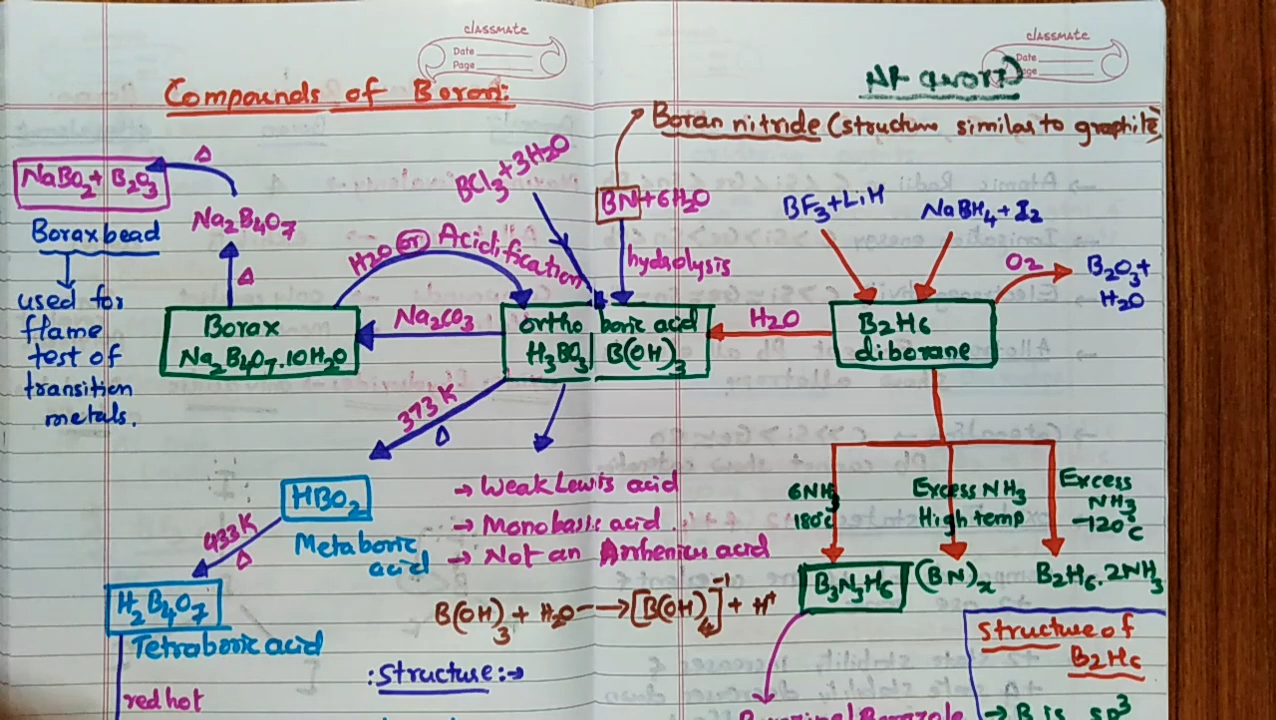 classmate
Date
Page
classmate
Date
Page
Compounds of Boron:
Boran nitride (structure similar to graphite)
NaBO2 + B2O3
Δ
Borax bead
used for
flame
test of
transition
metals.
Na2B4O7
Δ
H2O (or) Acidification
BCl3 + 3H2O
BN + 6H2O
hydrolysis
BF3 + LiH
NaBH4 + I2
O2
B2O3 +
H2O
Borax
Na2B4O7.10H2O
Na2CO3
ortho boric acid
H3BO3 B(OH)3
H2O
B2H6
diborane
373 K
Δ
HBO2
Metaboric
acid
433K
Δ
H2B4O7
Tetraboric acid
red hot
→ Weak Lewis acid
→ Monobasic acid
→ Not an Arrhenius acid
B(OH)3 + H2O → [B(OH)4]-1 + H+
:Structure:→
6NH3
180°C
Excess NH3
High temp
Excess
NH3
-120°C
B3N3H6
(BN)x
B2H6.2NH3
Structure of
B2H6
→ B is sp3